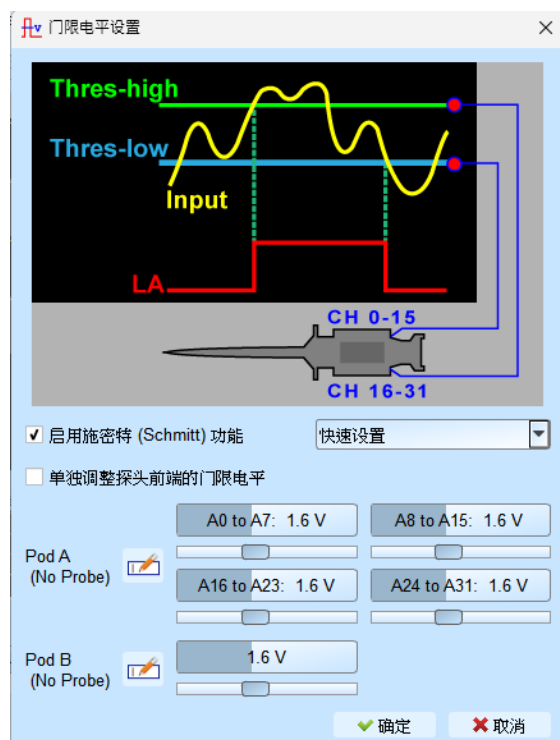 门限电平设置
Thres-high
Thres-low
Input
LA
CH 0-15
CH 16-31
启用施密特 (Schmitt) 功能
快速设置
单独调整探头前端的门限电平
Pod A
(No Probe)
A0 to A7: 1.6 V
A8 to A15: 1.6 V
A16 to A23: 1.6 V
A24 to A31: 1.6 V
Pod B
(No Probe)
1.6 V
确定
取消